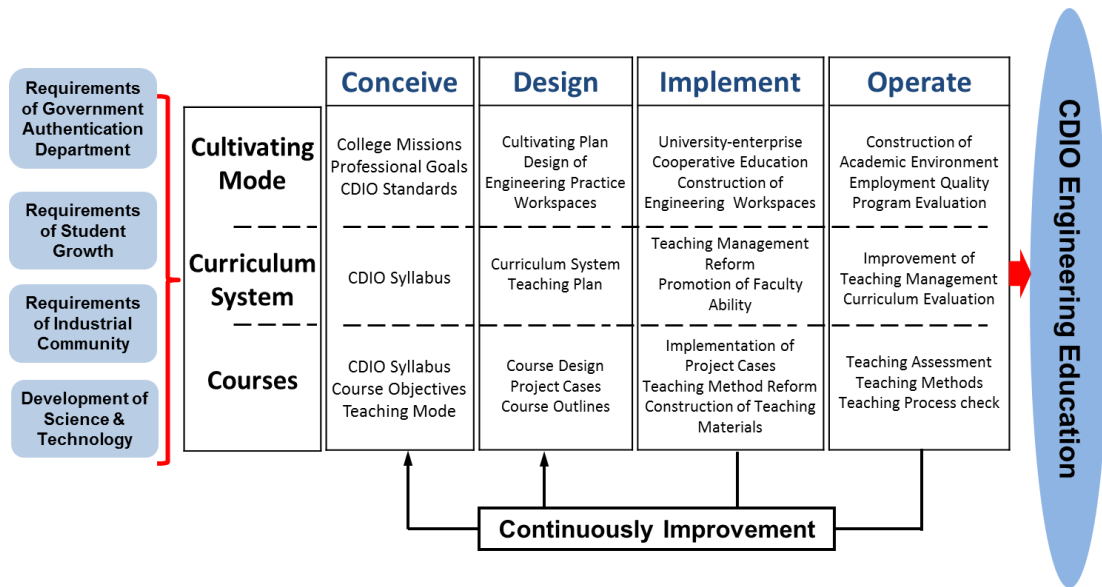 Requirements
of Government
Authentication
Department
Requirements
of Student
Growth
Requirements
of Industrial
Community
Development of
Science &
Technology
Conceive
Design
Implement
Operate
Cultivating
Mode
College Missions
Professional Goals
CDIO Standards
Cultivating Plan
Design of
Engineering Practice
Workspaces
University-enterprise
Cooperative Education
Construction of
Engineering Workspaces
Construction of
Academic Environment
Employment Quality
Program Evaluation
Curriculum
System
CDIO Syllabus
Curriculum System
Teaching Plan
Teaching Management
Reform
Promotion of Faculty
Ability
Improvement of
Teaching Management
Curriculum Evaluation
Courses
CDIO Syllabus
Course Objectives
Teaching Mode
Course Design
Project Cases
Course Outlines
Implementation of
Project Cases
Teaching Method Reform
Construction of Teaching
Materials
Teaching Assessment
Teaching Methods
Teaching Process check
Continuously Improvement
CDIO Engineering Education